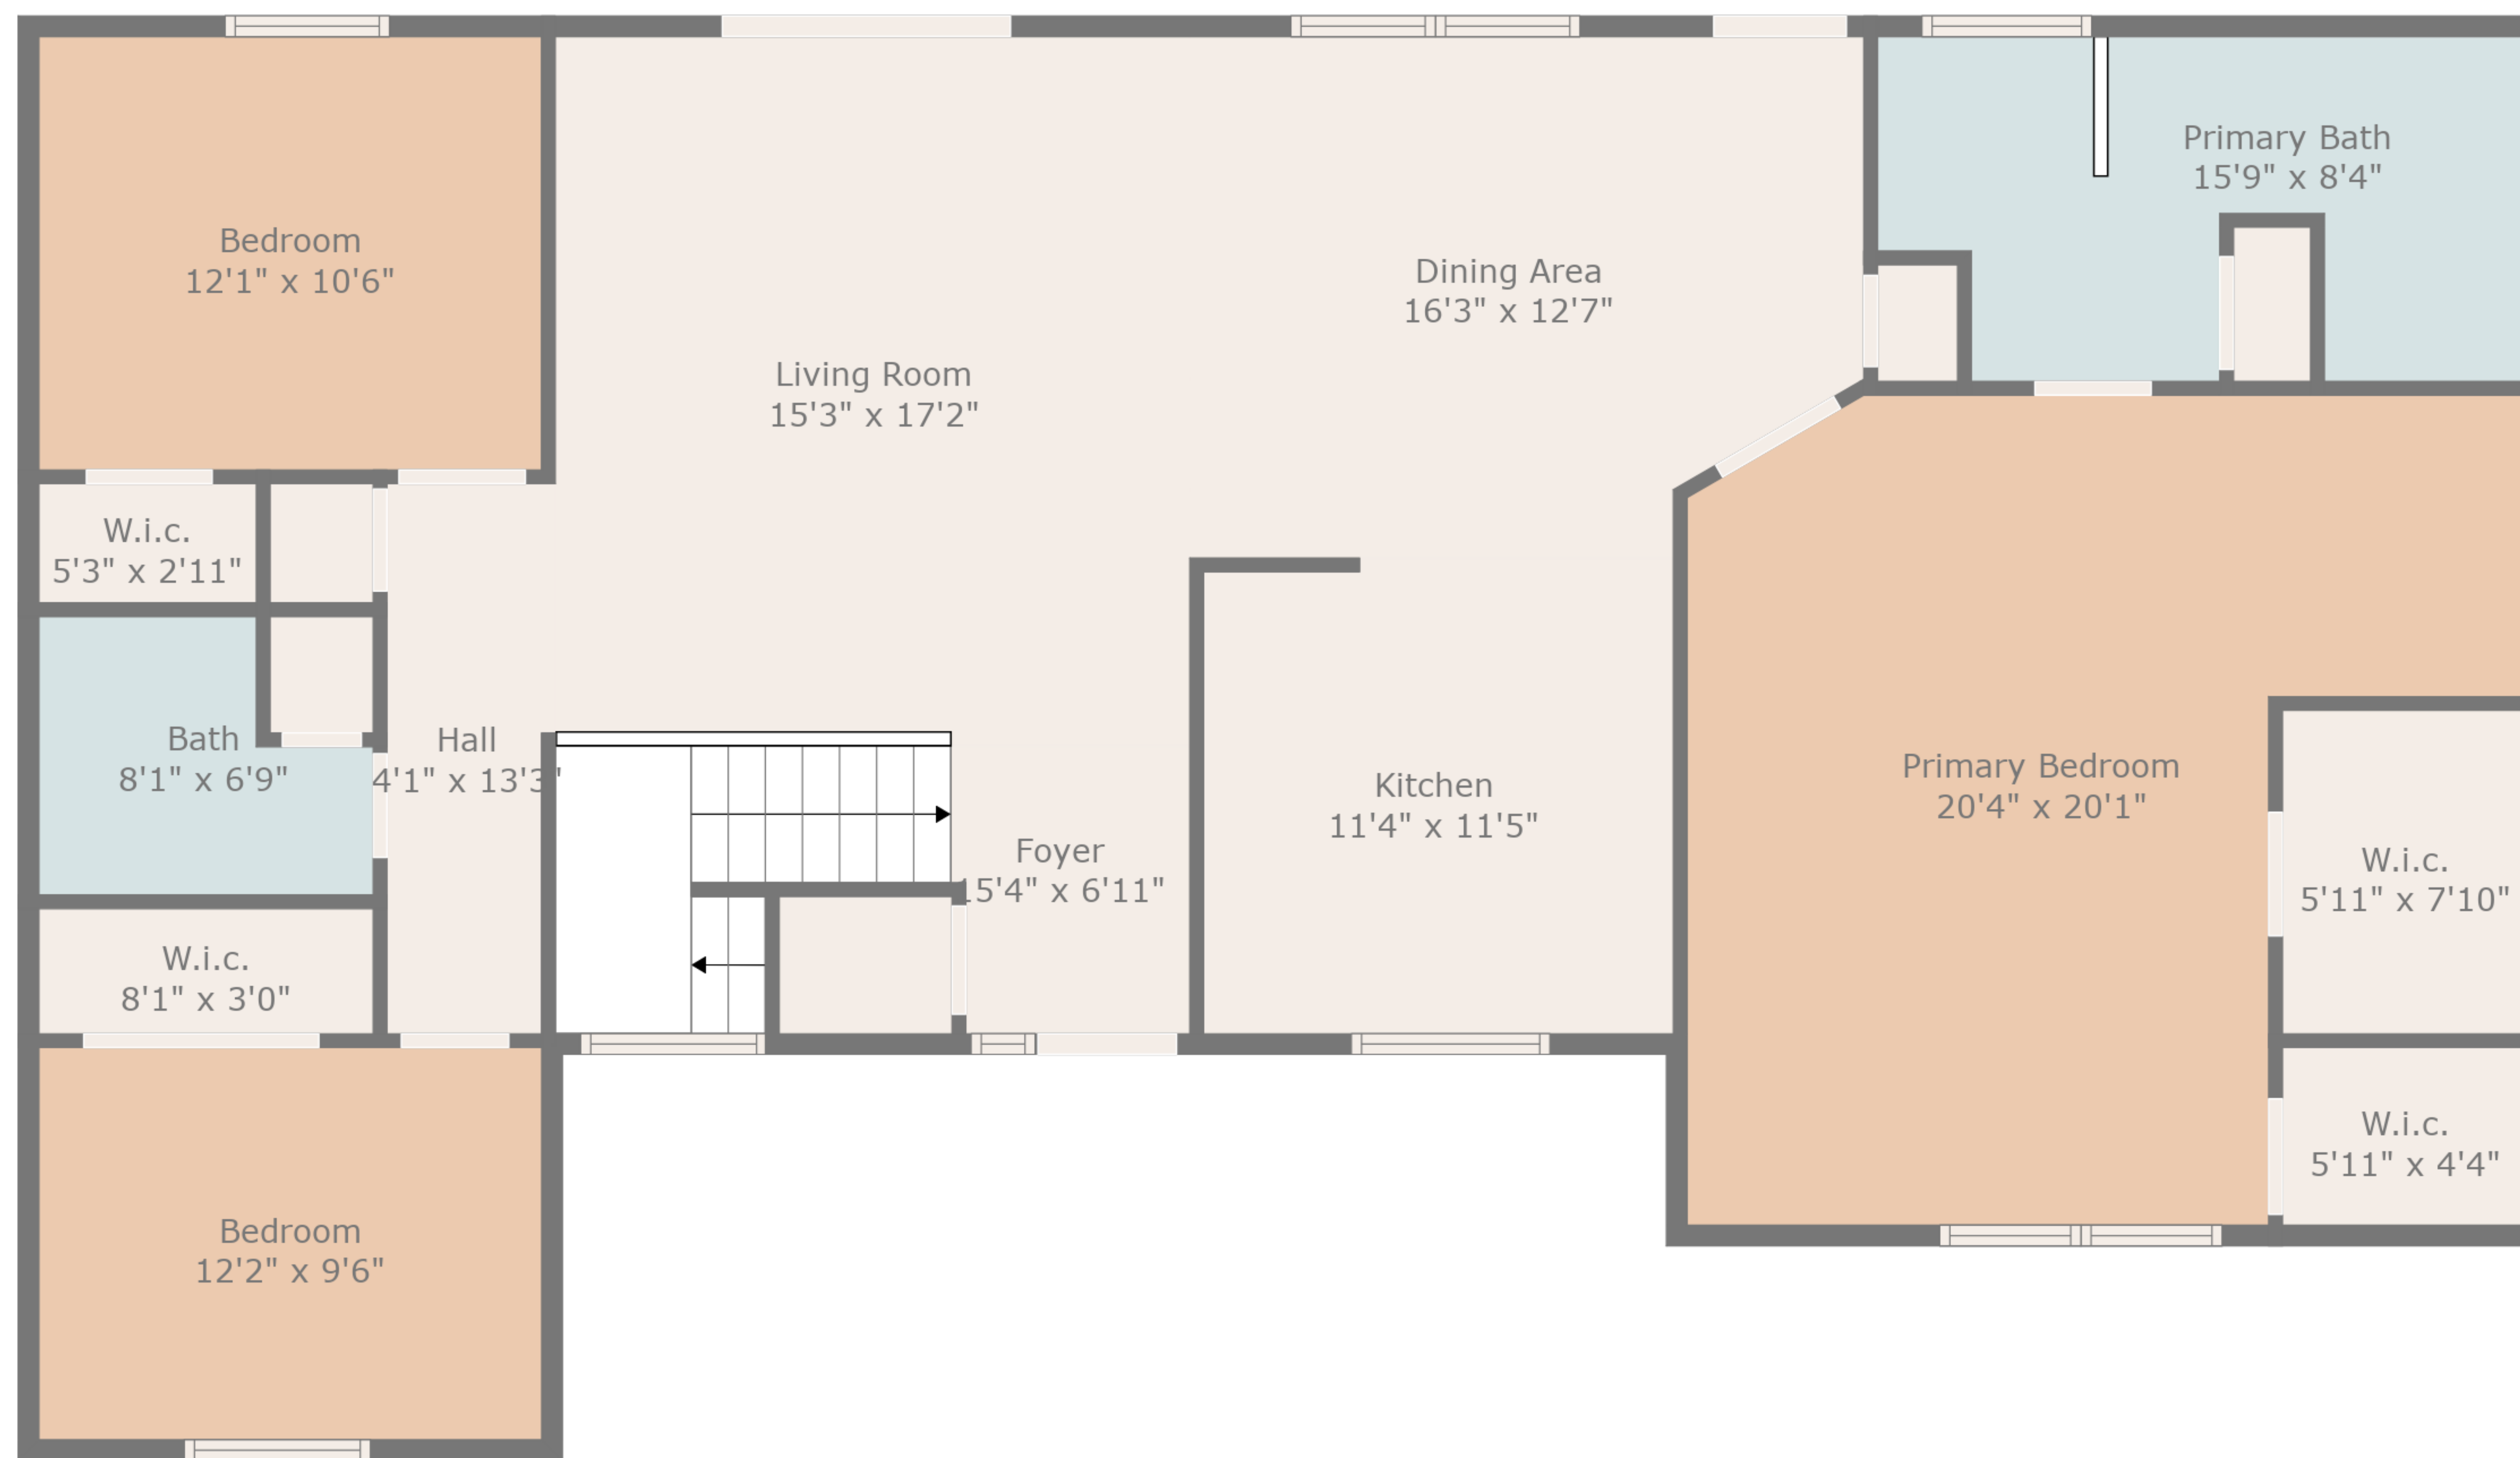 Primary Bath
15'9" x 8'4"
Bedroom
12'1" x 10'6"
Dining Area
16'3" x 12'7"
Living Room
15'3" x 17'2"
W.i.c.
5'3" x 2'11"
Bath
8'1" x 6'9"
Hall
4'1" x 13'3"
Kitchen
11'4" x 11'5"
Primary Bedroom
20'4" x 20'1"
Foyer
15'4" x 6'11"
W.i.c.
5'11" x 7'10"
W.i.c.
8'1" x 3'0"
W.i.c.
5'11" x 4'4"
Bedroom
12'2" x 9'6"